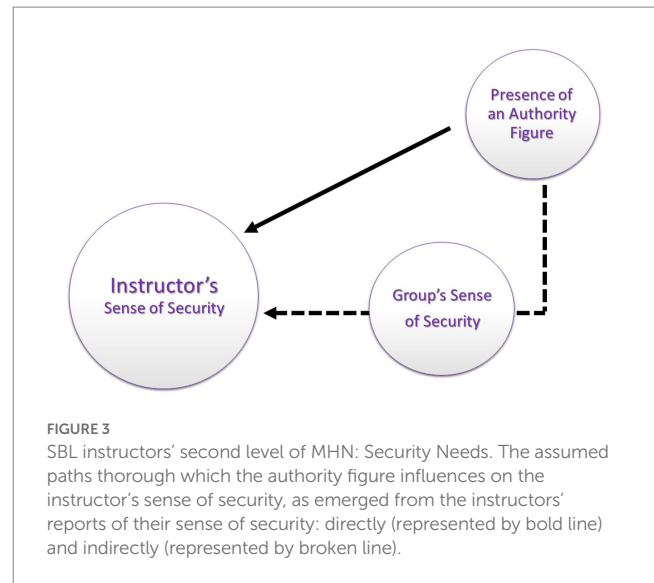 Presence of
an Authority
Figure
Instructor's
Sense of Security
Group's Sense
of Security
FIGURE 3
SBL instructors' second level of MHN: Security Needs. The assumed
paths thorough which the authority figure influences on the
instructor's sense of security, as emerged from the instructors'
reports of their sense of security: directly (represented by bold line)
and indirectly (represented by broken line).